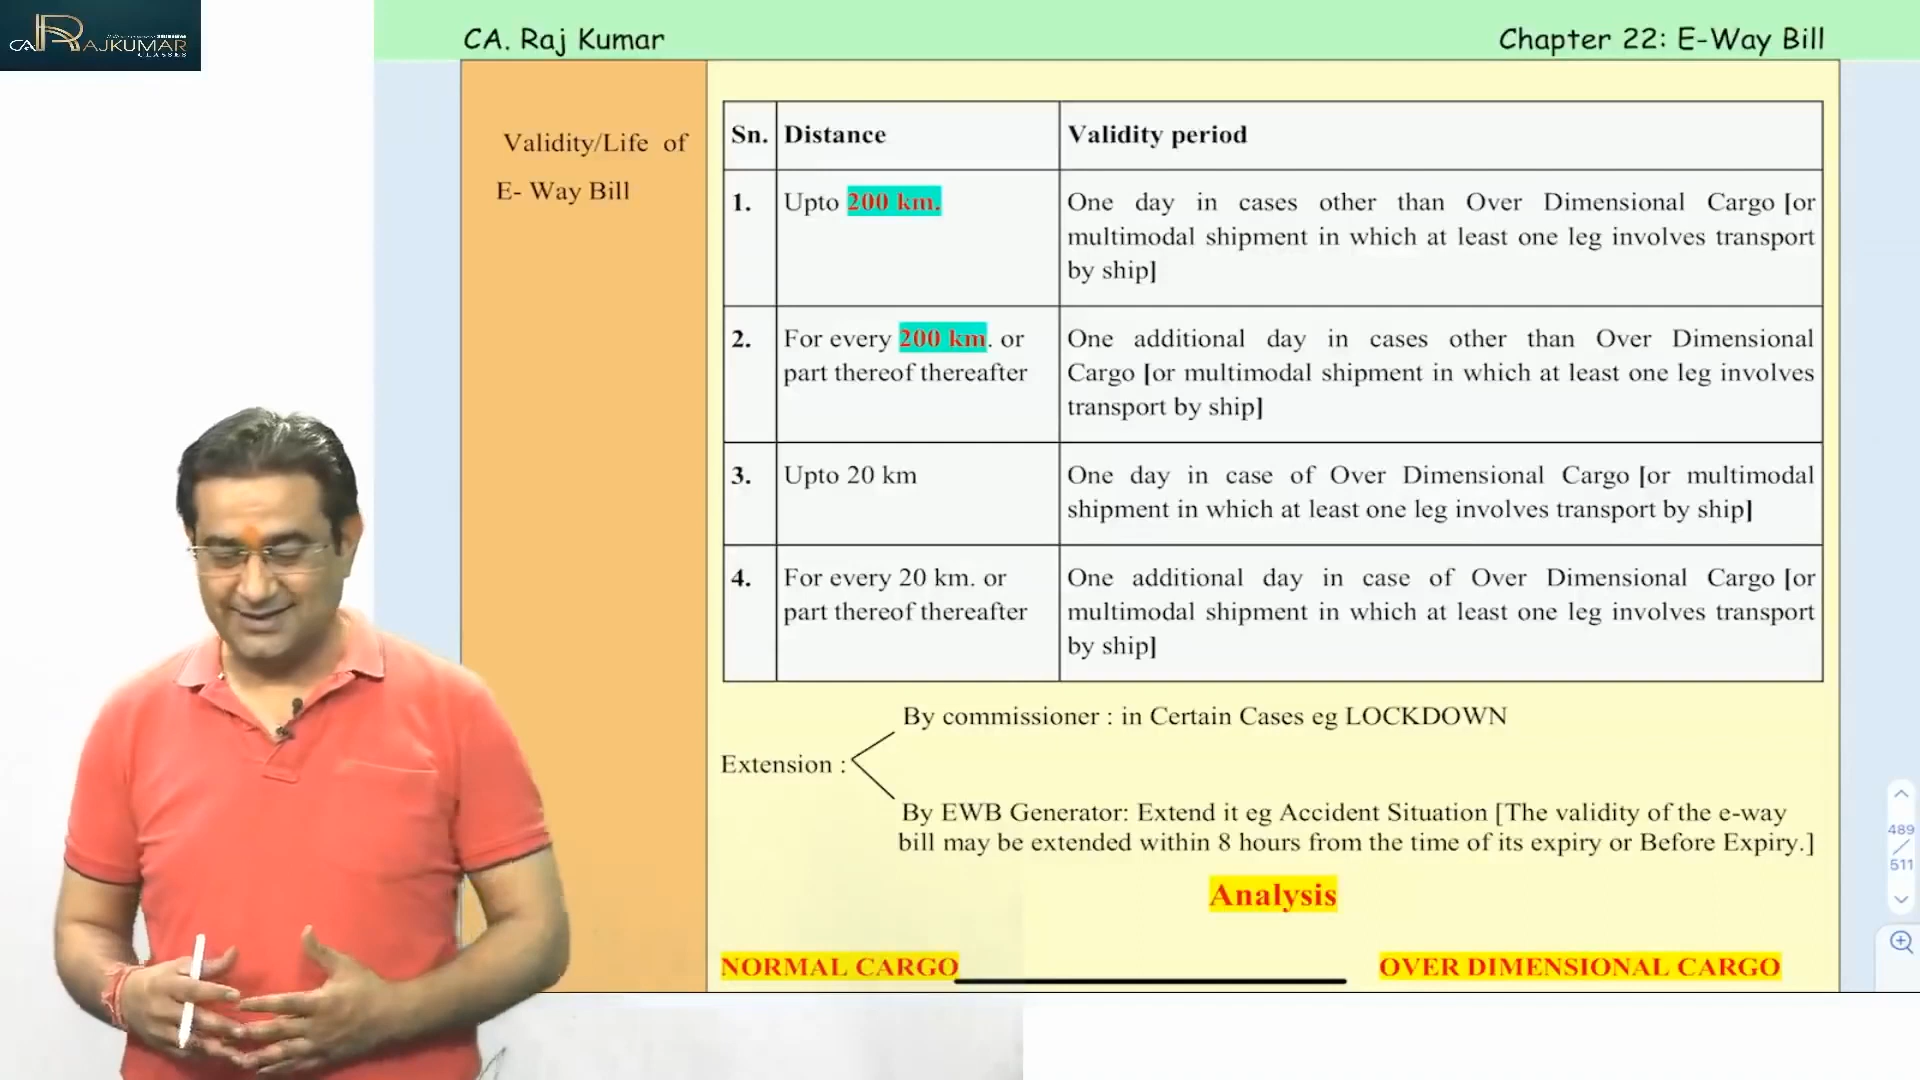 CA RAJKUMAR
CLASSES
CA. Raj Kumar
Chapter 22: E-Way Bill
Validity/Life of
E- Way Bill
Sn. Distance Validity period
1. Upto 200 km. One day in cases other than Over Dimensional Cargo [or
multimodal shipment in which at least one leg involves transport
by ship]
2. For every 200 km. or One additional day in cases other than Over Dimensional
part thereof thereafter Cargo [or multimodal shipment in which at least one leg involves
transport by ship]
3. Upto 20 km One day in case of Over Dimensional Cargo [or multimodal
shipment in which at least one leg involves transport by ship]
4. For every 20 km. or One additional day in case of Over Dimensional Cargo [or
part thereof thereafter multimodal shipment in which at least one leg involves transport
by ship]
By commissioner : in Certain Cases eg LOCKDOWN
Extension :
By EWB Generator: Extend it eg Accident Situation [The validity of the e-way
bill may be extended within 8 hours from the time of its expiry or Before Expiry.]
Analysis
NORMAL CARGO OVER DIMENSIONAL CARGO
489
/
511